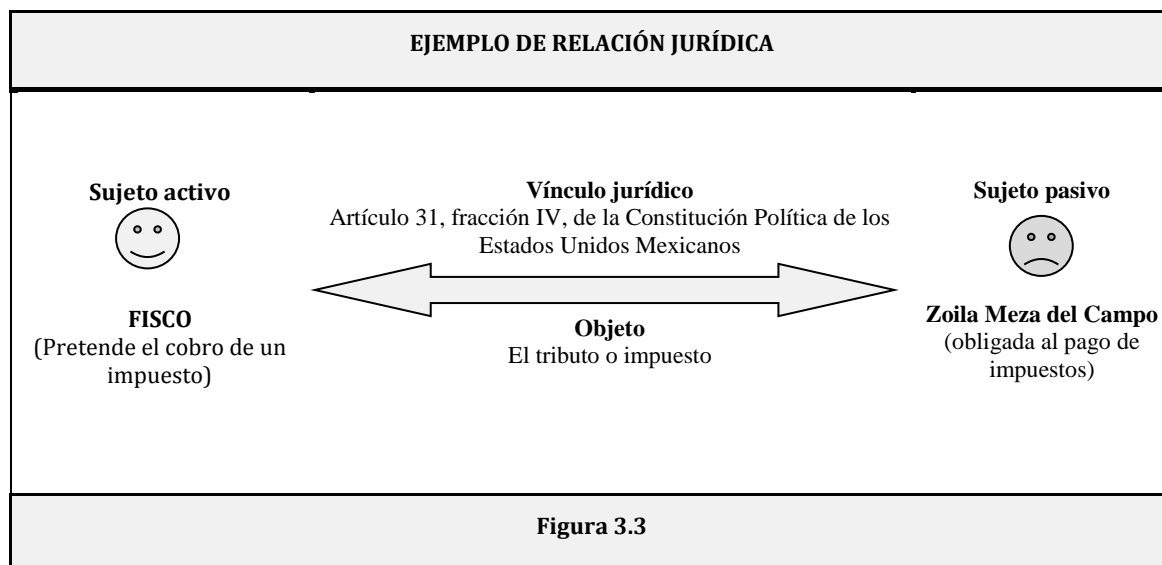 EJEMPLO DE RELACIÓN JURÍDICA
Sujeto activo
FISCO
(Pretende el cobro de un
impuesto)
Vínculo jurídico
Artículo 31, fracción IV, de la Constitución Política de los
Estados Unidos Mexicanos
Objeto
El tributo o impuesto
Sujeto pasivo
Zoila Meza del Campo
(obligada al pago de
impuestos)
Figura 3.3